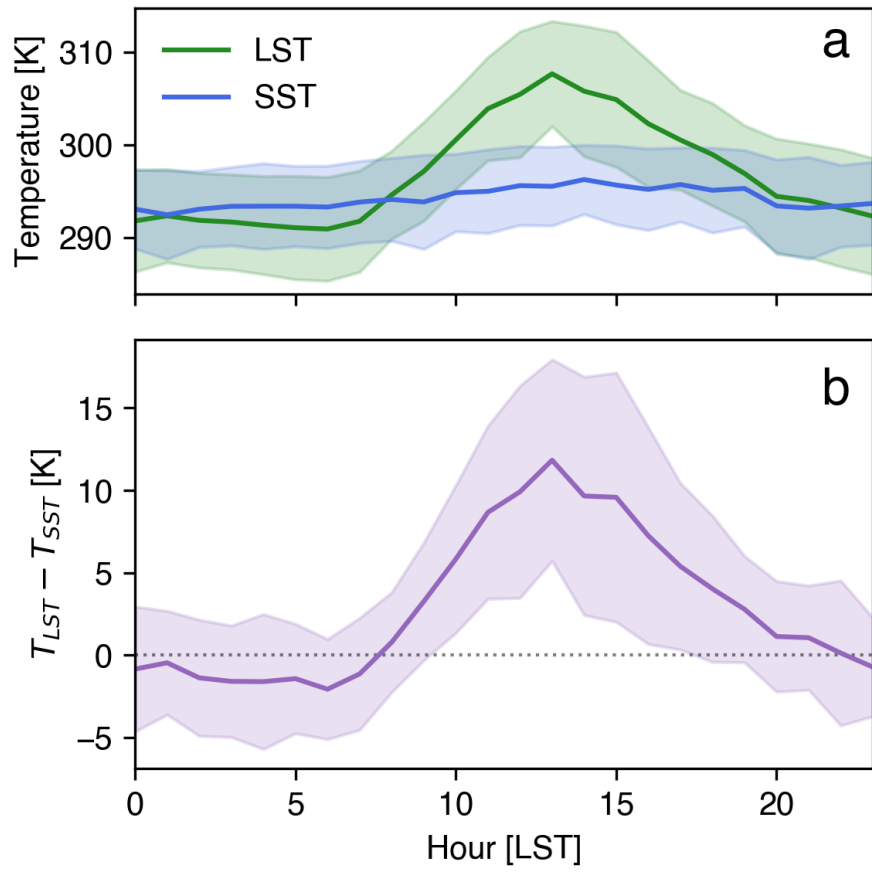 a
LST
SST
Temperature [K]
310
300
290
b
T_LST − T_SST [K]
15
10
5
0
−5
0 5 10 15 20
Hour [LST]